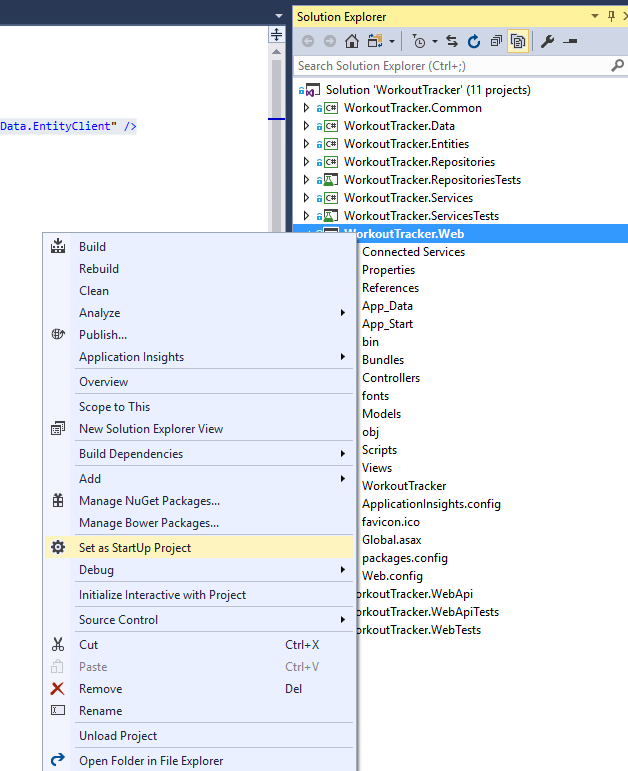 Solution Explorer
Search Solution Explorer (Ctrl+;)
Solution 'WorkoutTracker' (11 projects)
C# WorkoutTracker.Common
Data.EntityClient" />
C# WorkoutTracker.Data
C# WorkoutTracker.Entities
C# WorkoutTracker.Repositories
WorkoutTracker.RepositoriesTests
C# WorkoutTracker.Services
WorkoutTracker.ServicesTests
WorkoutTracker.Web
Connected Services
Properties
References
App_Data
App_Start
bin
Bundles
Controllers
fonts
Models
obj
Scripts
Views
WorkoutTracker
ApplicationInsights.config
favicon.ico
Global.asax
packages.config
Web.config
orkoutTracker.WebApi
orkoutTracker.WebApiTests
orkoutTracker.WebTests
Build
Rebuild
Clean
Analyze
Publish...
Application Insights
Overview
Scope to This
New Solution Explorer View
Build Dependencies
Add
Manage NuGet Packages...
Manage Bower Packages...
Set as StartUp Project
Debug
Initialize Interactive with Project
Source Control
Cut Ctrl+X
Paste Ctrl+V
Remove Del
Rename
Unload Project
Open Folder in File Explorer